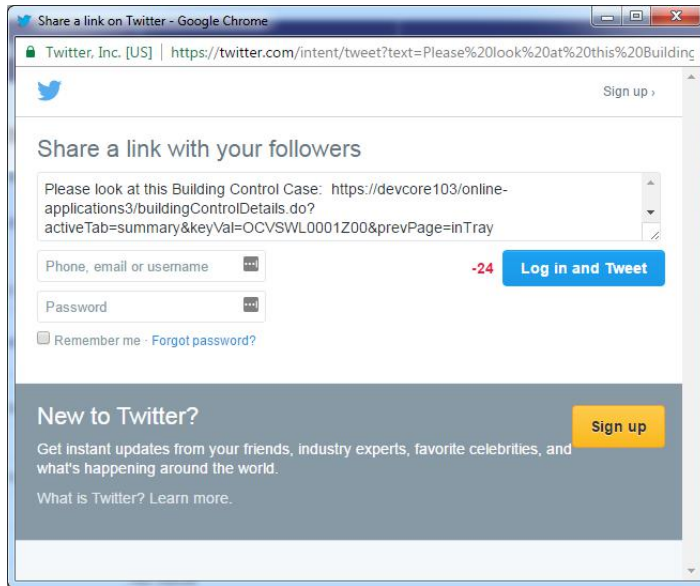 Share a link on Twitter - Google Chrome
Twitter, Inc. [US] | https://twitter.com/intent/tweet?text=Please%20look%20at%20this%20Building
Sign up ›
Share a link with your followers
Please look at this Building Control Case:  https://devcore103/online-
applications3/buildingControlDetails.do?
activeTab=summary&keyVal=OCVSWL0001Z00&prevPage=inTray
Phone, email or username
-24 Log in and Tweet
Password
Remember me · Forgot password?
New to Twitter?
Sign up
Get instant updates from your friends, industry experts, favorite celebrities, and
what's happening around the world.
What is Twitter? Learn more.